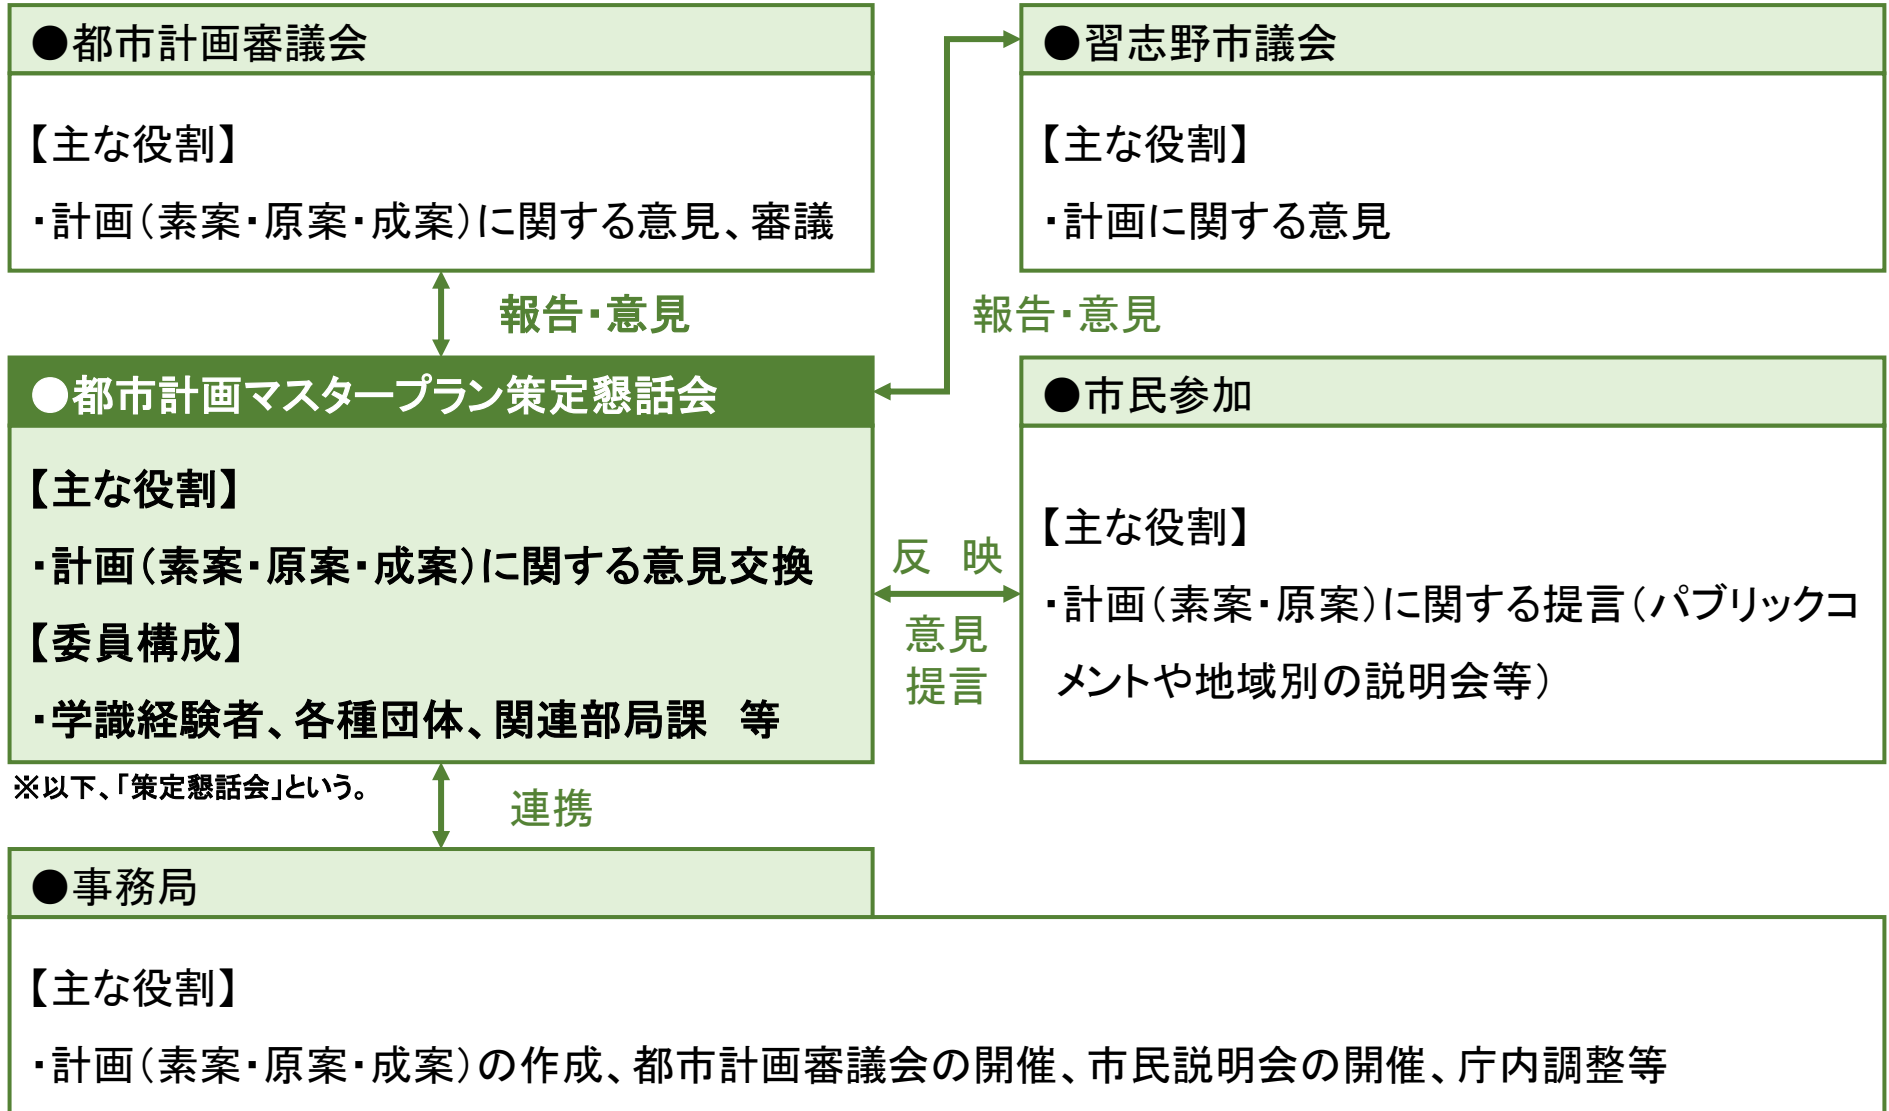 ●都市計画審議会
【主な役割】
・計画(素案・原案・成案)に関する意見、審議
●習志野市議会
【主な役割】
・計画に関する意見
報告・意見
報告・意見
●都市計画マスタープラン策定懇話会
【主な役割】
・計画(素案・原案・成案)に関する意見交換
【委員構成】
・学識経験者、各種団体、関連部局課　等
※以下、「策定懇話会」という。
反　映
意見
提言
●市民参加
【主な役割】
・計画(素案・原案)に関する提言(パブリックコ
メントや地域別の説明会等)
連携
●事務局
【主な役割】
・計画(素案・原案・成案)の作成、都市計画審議会の開催、市民説明会の開催、庁内調整等